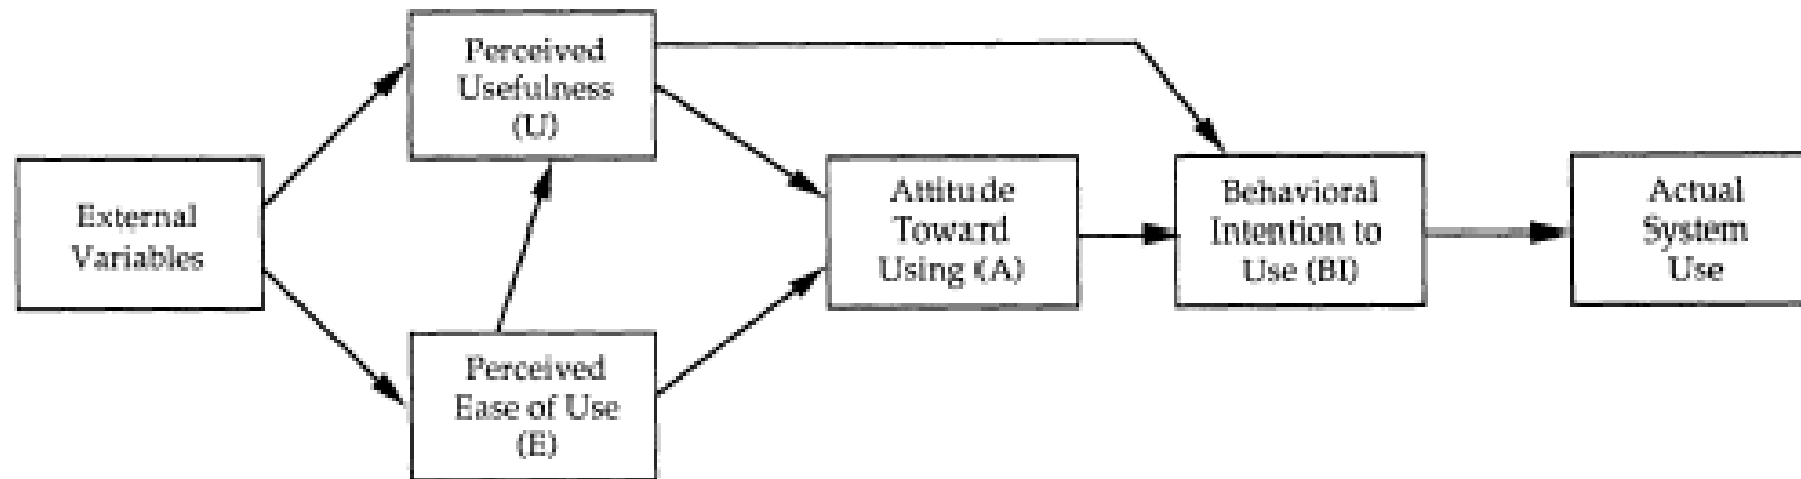 External
Variables
Perceived
Usefulness
(U)
Perceived
Ease of Use
(E)
Attitude
Toward
Using (A)
Behavioral
Intention to
Use (BI)
Actual
System
Use